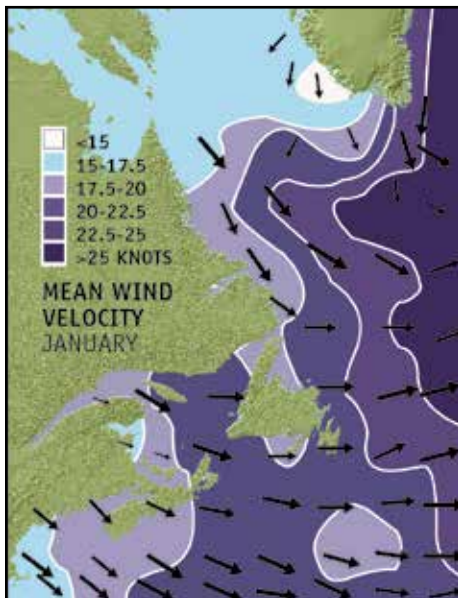 <15
15-17.5
17.5-20
20-22.5
22.5-25
>25 KNOTS
MEAN WIND
VELOCITY
JANUARY